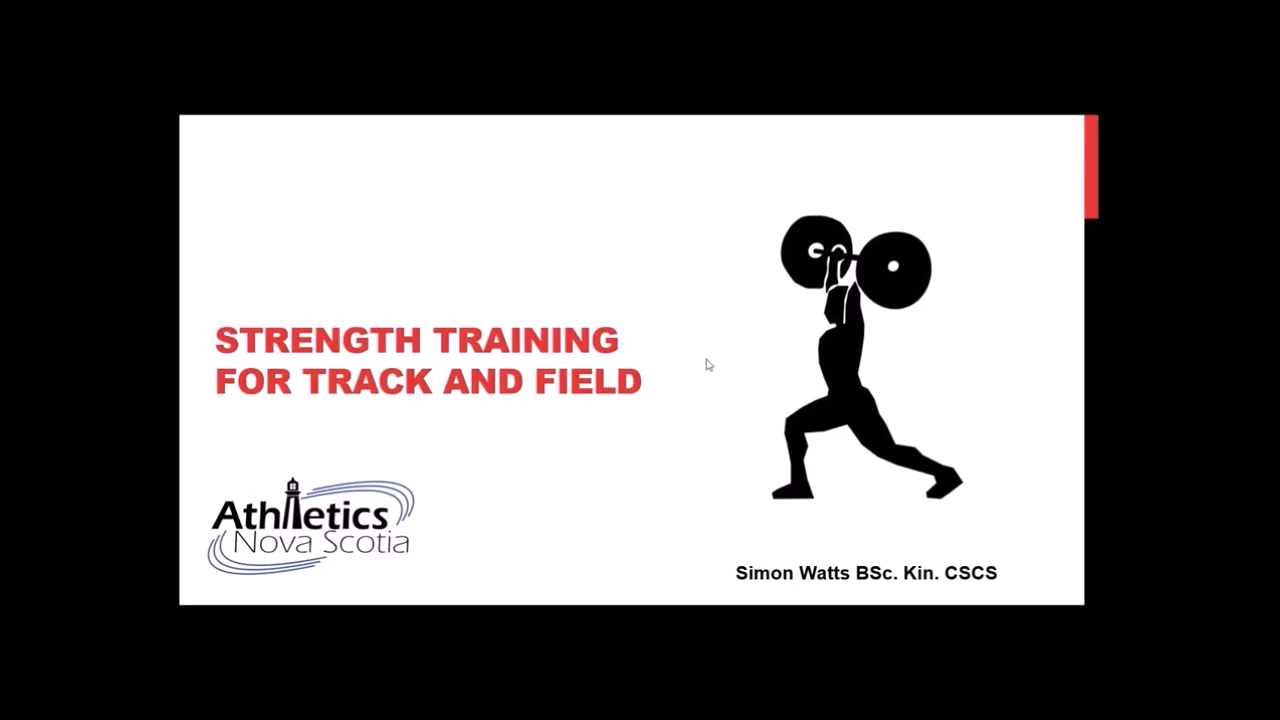 STRENGTH TRAINING
FOR TRACK AND FIELD
Athletics
Nova Scotia
Simon Watts BSc. Kin. CSCS